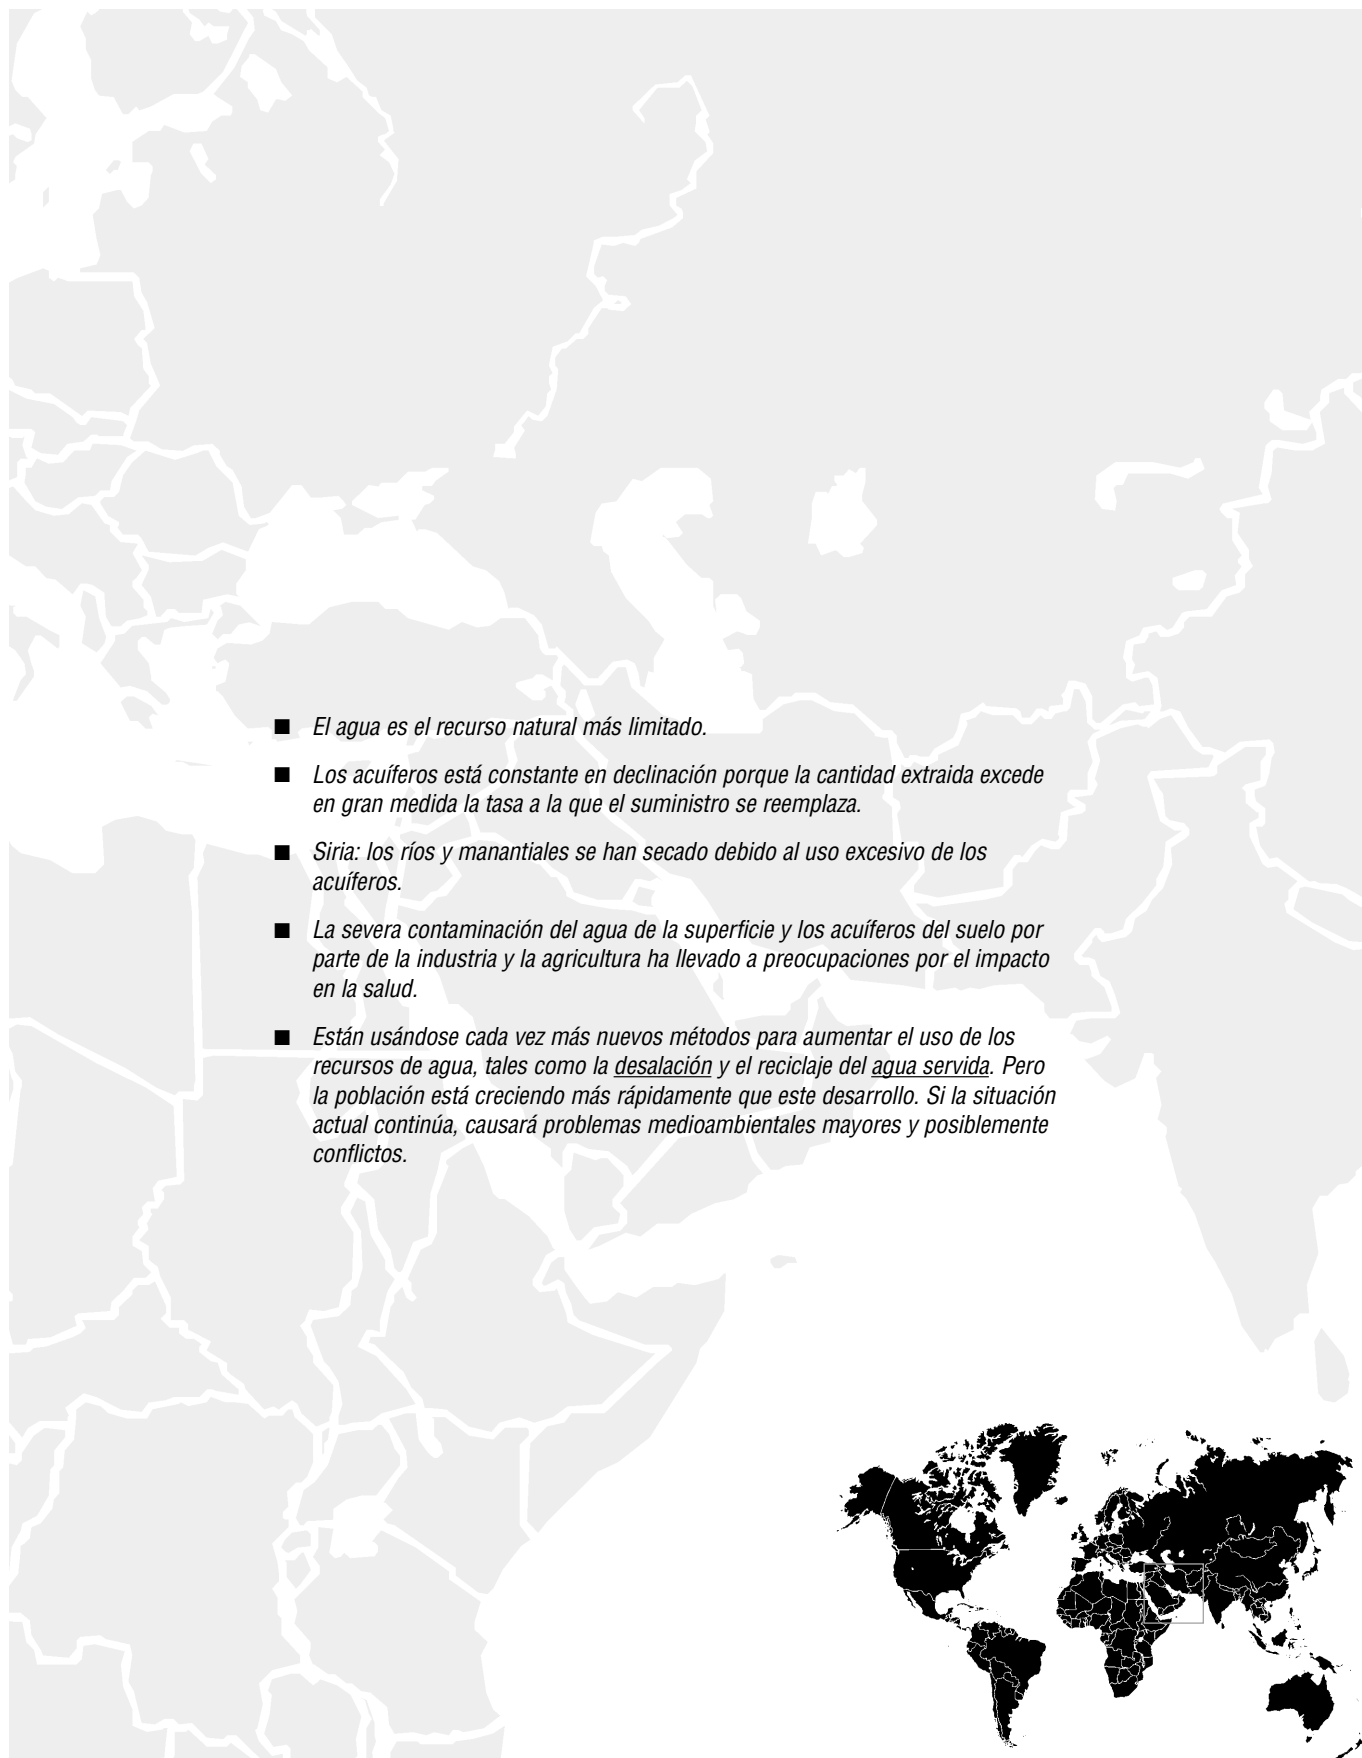 ■ El agua es el recurso natural más limitado.
■ Los acuíferos está constante en declinación porque la cantidad extraida excede
en gran medida la tasa a la que el suministro se reemplaza.
■ Siria: los ríos y manantiales se han secado debido al uso excesivo de los
acuíferos.
■ La severa contaminación del agua de la superficie y los acuíferos del suelo por
parte de la industria y la agricultura ha llevado a preocupaciones por el impacto
en la salud.
■ Están usándose cada vez más nuevos métodos para aumentar el uso de los
recursos de agua, tales como la desalación y el reciclaje del agua servida. Pero
la población está creciendo más rápidamente que este desarrollo. Si la situación
actual continúa, causará problemas medioambientales mayores y posiblemente
conflictos.